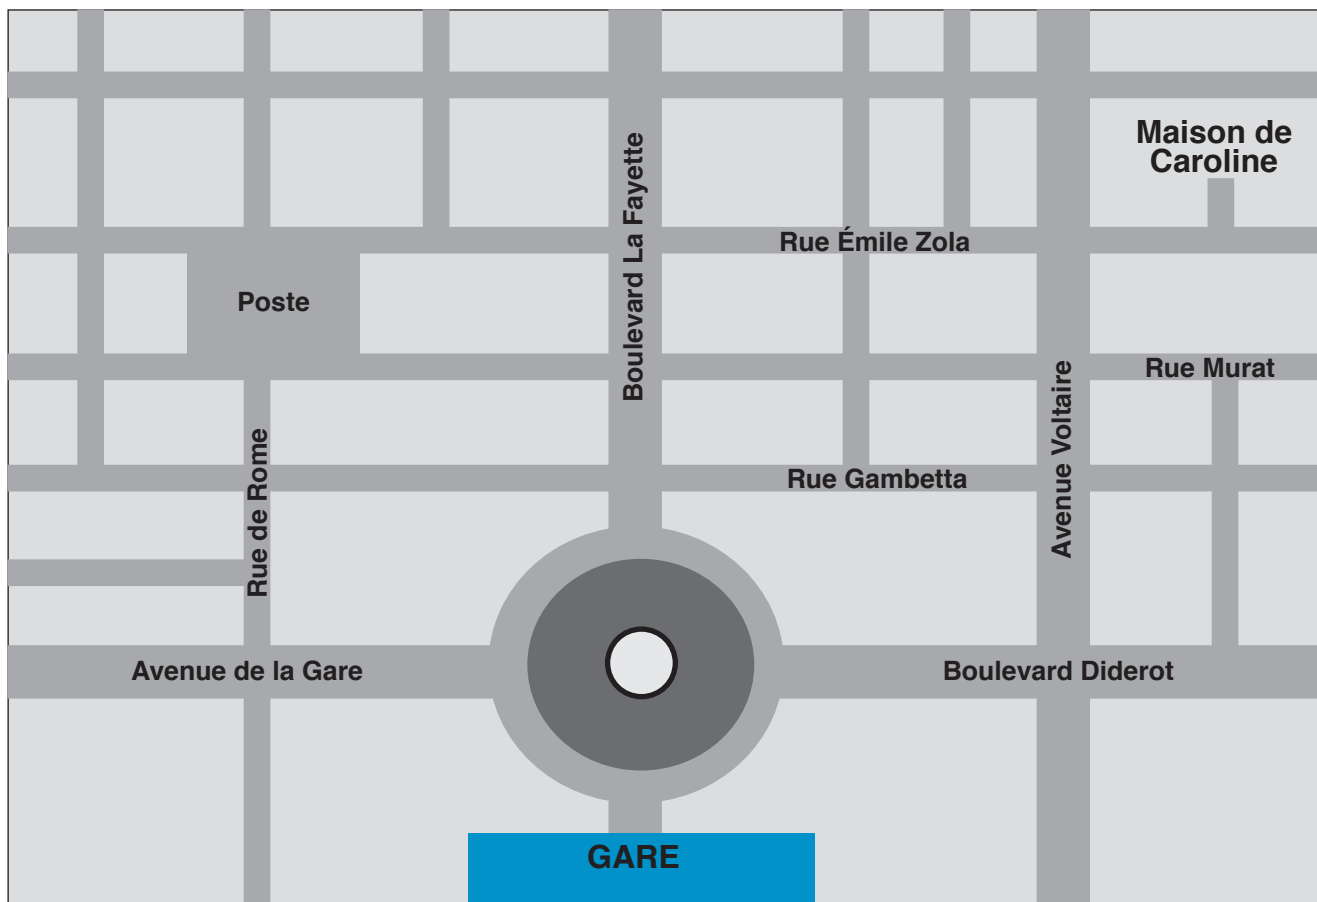 Maison de
Caroline
Boulevard La Fayette
Rue Émile Zola
Poste
Rue Murat
Avenue Voltaire
Rue de Rome
Rue Gambetta
Avenue de la Gare
Boulevard Diderot
GARE